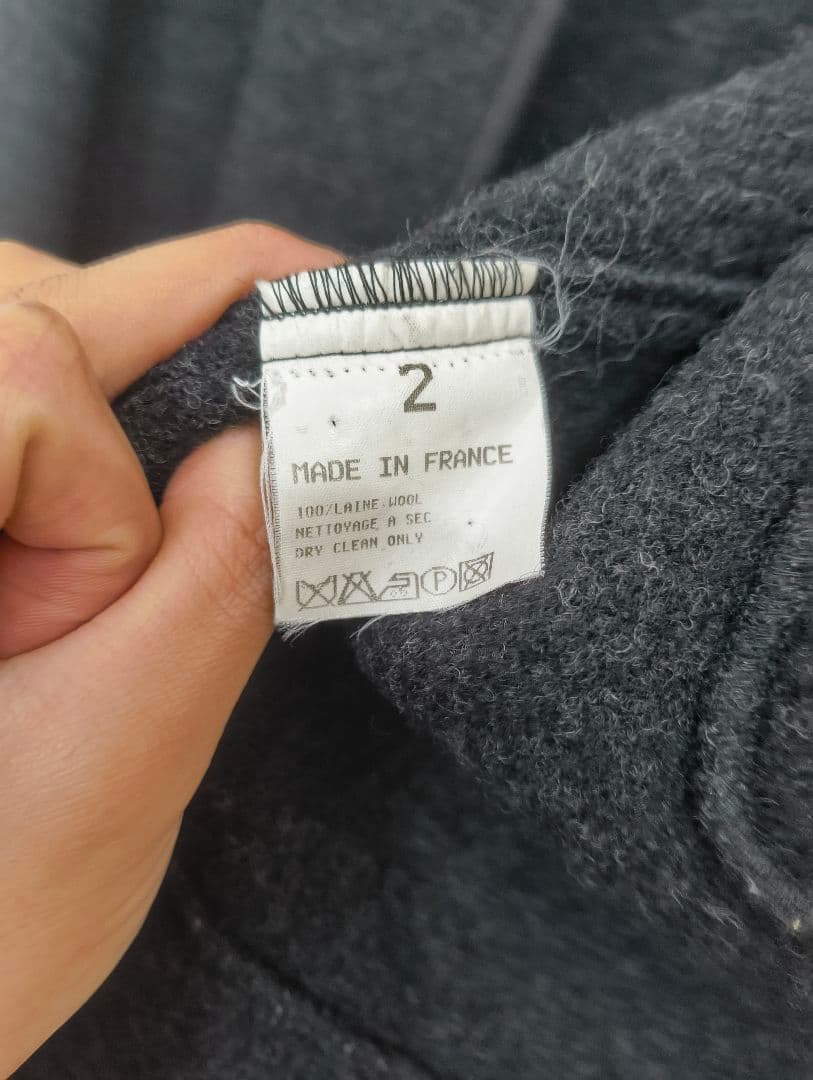 2
MADE IN FRANCE
100/LAINE.WOOL
NETTOYAGE A SEC
DRY CLEAN ONLY
P